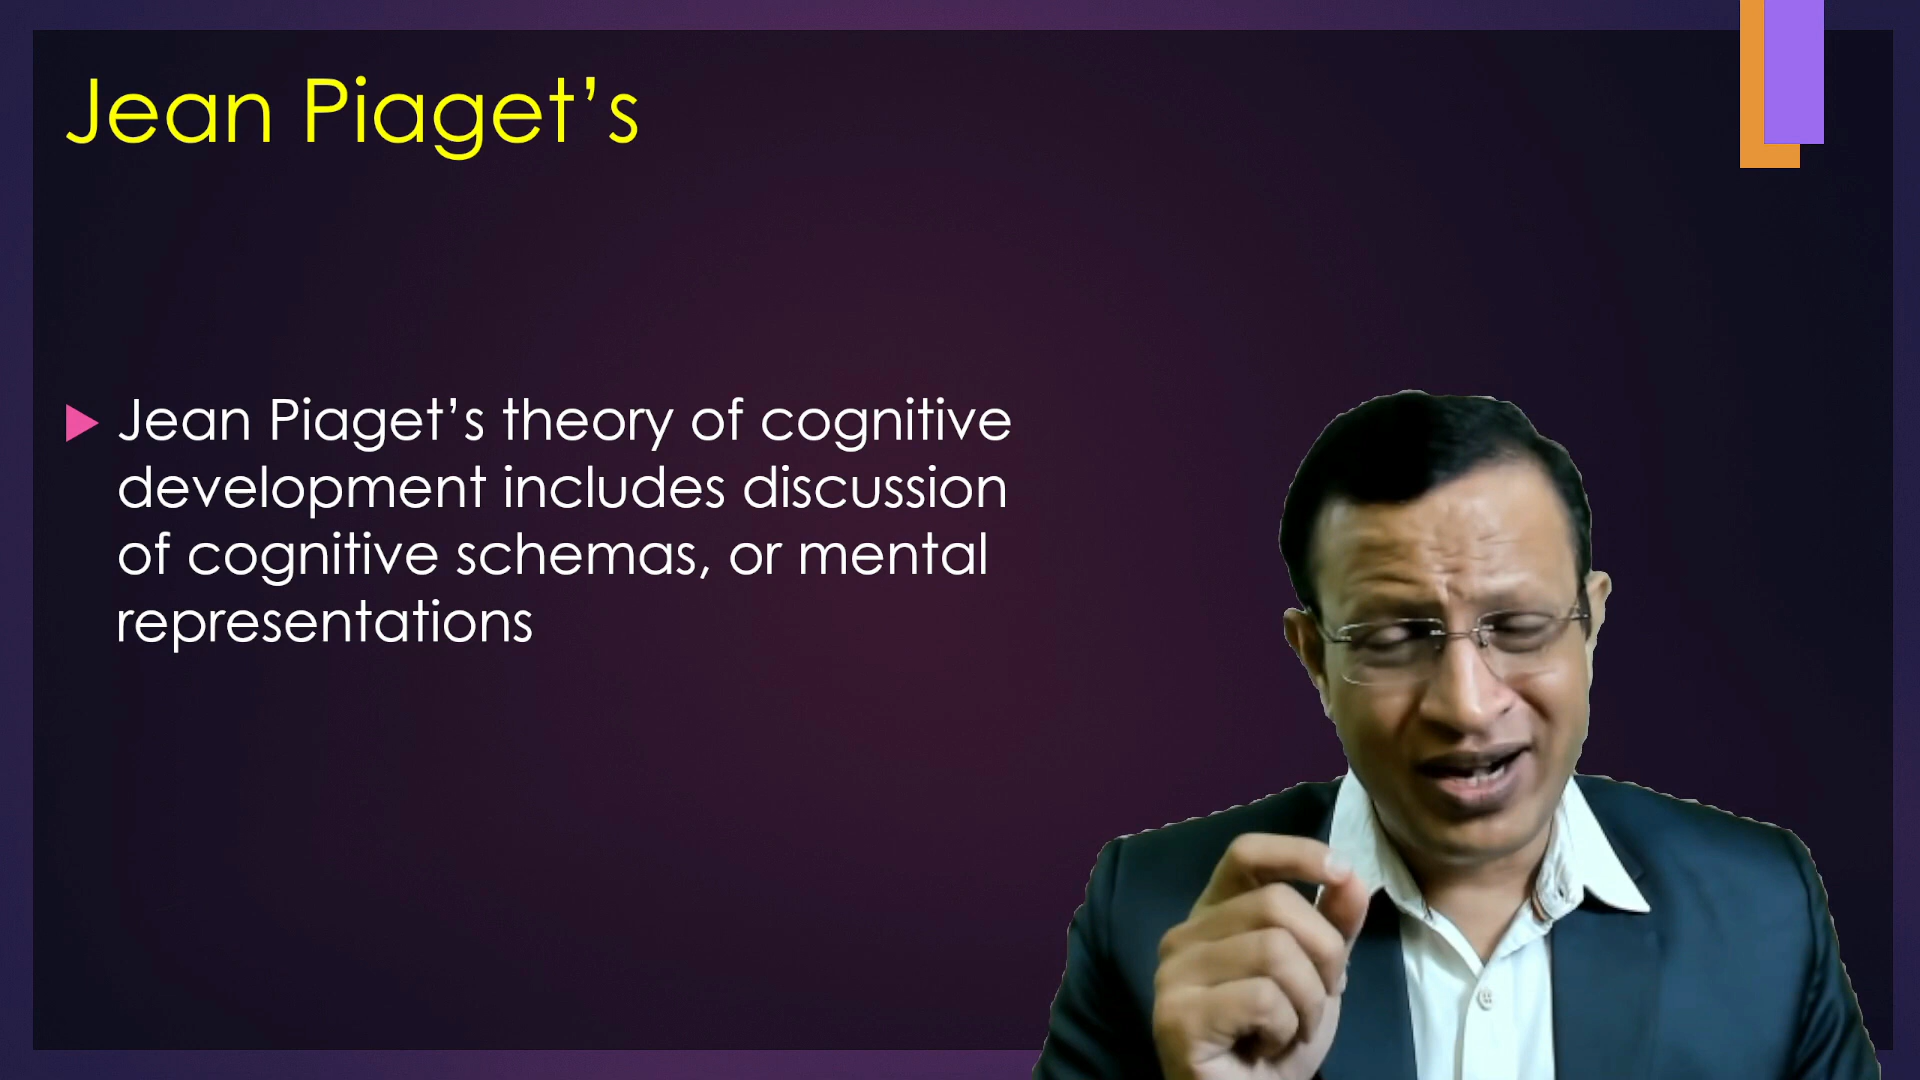 Jean Piaget’s
Jean Piaget’s theory of cognitive
development includes discussion
of cognitive schemas, or mental
representations